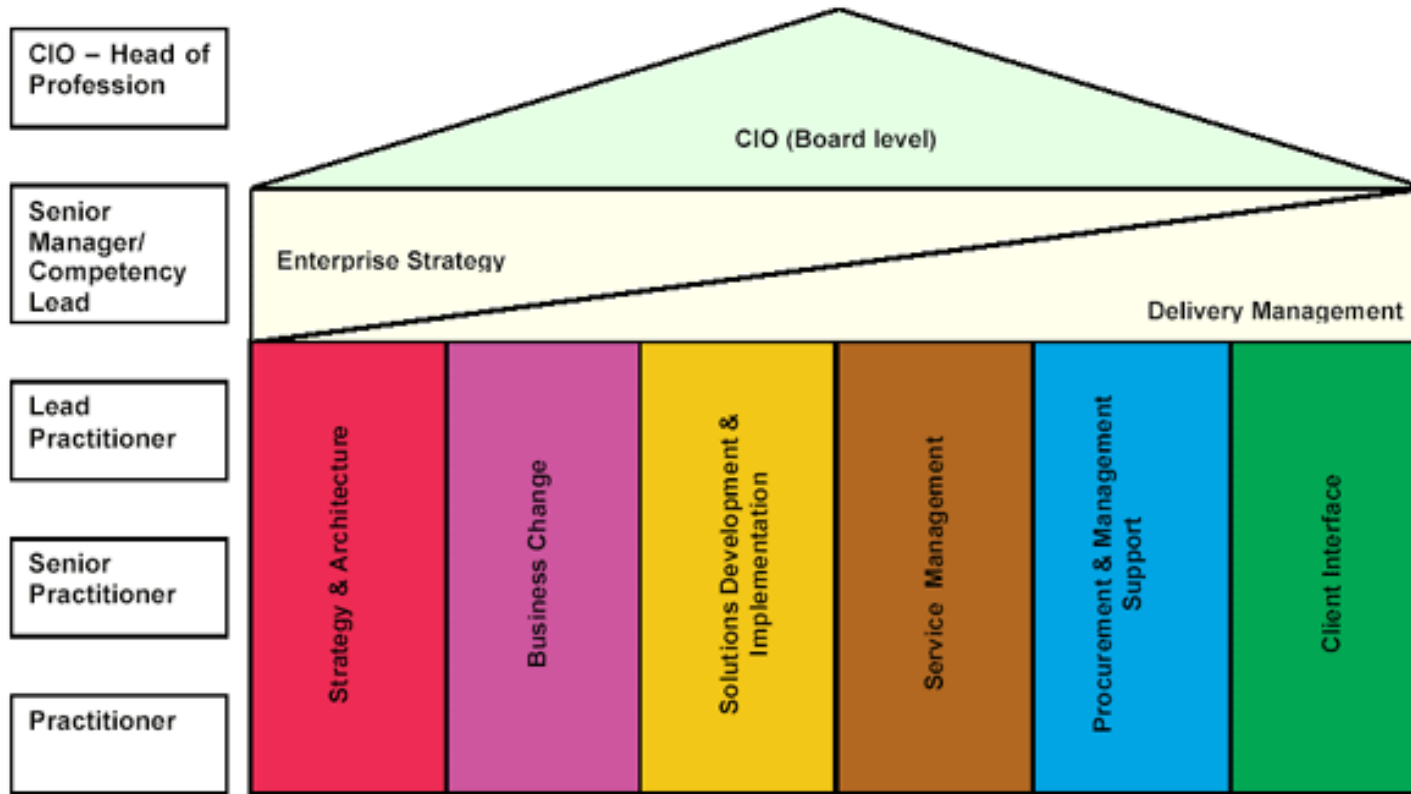 CIO – Head of
Profession
CIO (Board level)
Senior
Manager/
Competency
Lead
Enterprise Strategy
Delivery Management
Lead
Practitioner
Senior
Practitioner
Practitioner
Strategy & Architecture
Business Change
Solutions Development &
Implementation
Service Management
Procurement & Management
Support
Client Interface